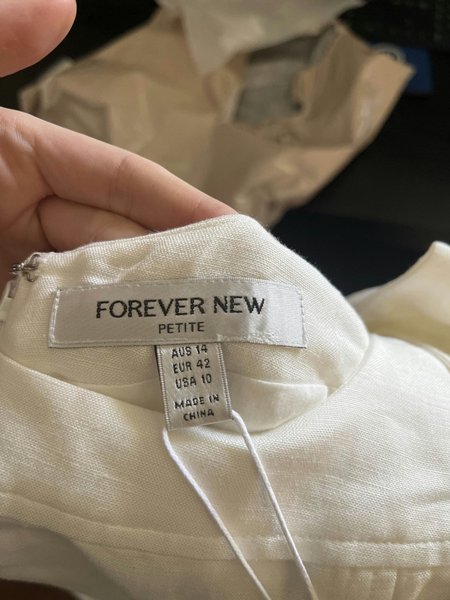 FOREVER NEW
PETITE
AUS 14
EUR 42
USA 10
MADE IN
CHINA